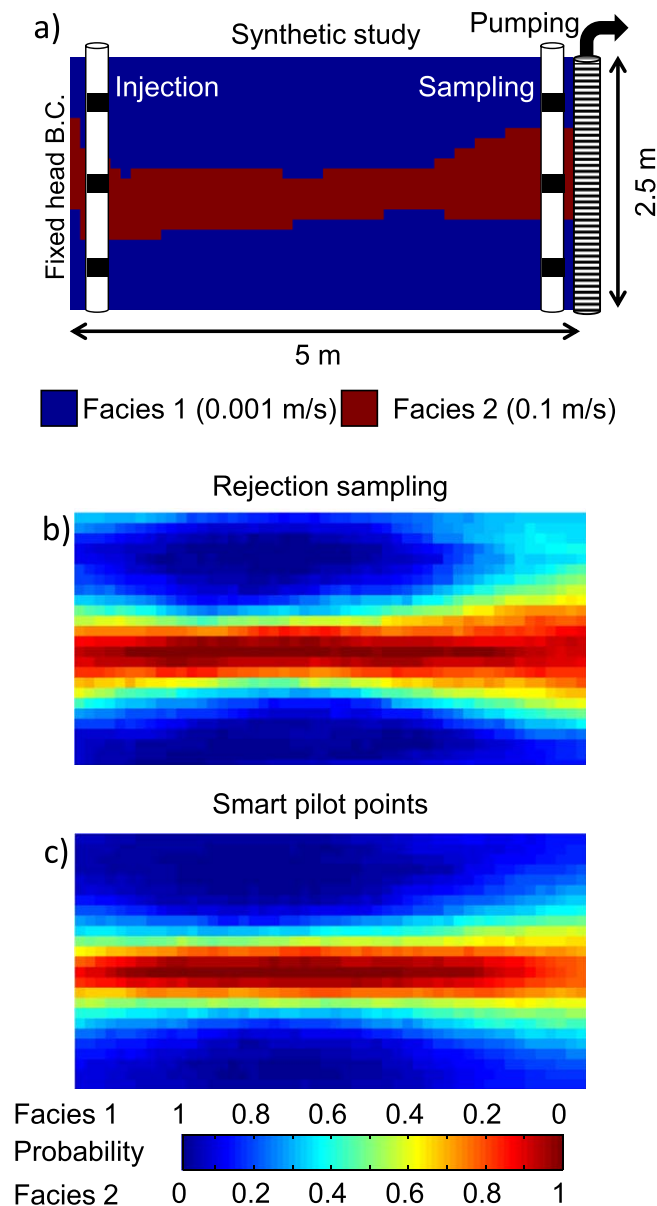 a)
Synthetic study
Pumping
Injection
Sampling
Fixed head B.C.
2.5 m
5 m
Facies 1 (0.001 m/s)
Facies 2 (0.1 m/s)
Rejection sampling
b)
Smart pilot points
c)
Facies 1 1 0.8 0.6 0.4 0.2 0
Probability
Facies 2 0 0.2 0.4 0.6 0.8 1